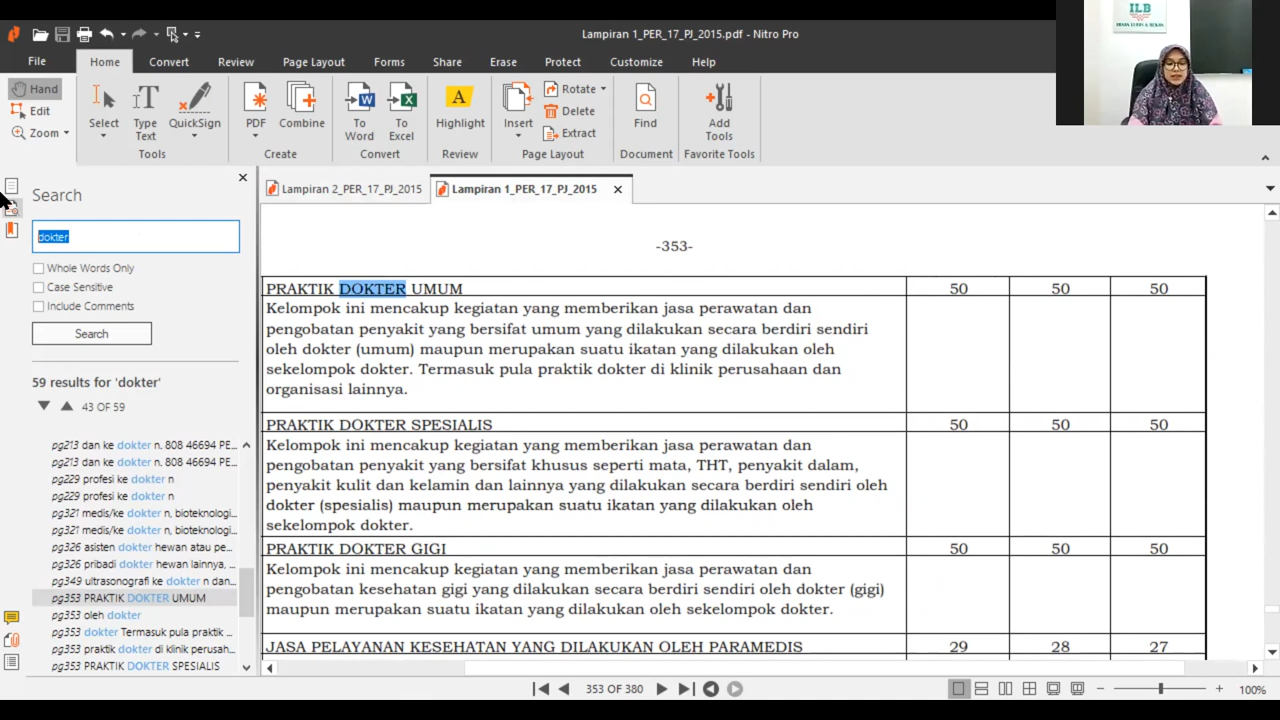 Lampiran 1_PER_17_PJ_2015.pdf - Nitro Pro
ILB
File
Home
Convert
Review
Page Layout
Forms
Share
Erase
Protect
Customize
Help
Hand
Edit
Zoom
Select
Type Text
QuickSign
Tools
PDF
Combine
Create
To Word
To Excel
Convert
Highlight
Review
Insert
Rotate
Delete
Extract
Page Layout
Find
Document
Add Tools
Favorite Tools
Search
dokter
Whole Words Only
Case Sensitive
Include Comments
Search
59 results for 'dokter'
43 OF 59
pg213 dan ke dokter n. 808 46694 PE...
pg213 dan ke dokter n. 808 46694 PE...
pg229 profesi ke dokter n
pg229 profesi ke dokter n
pg321 medis/ke dokter n, bioteknologi...
pg321 medis/ke dokter n, bioteknologi...
pg326 asisten dokter hewan atau pe...
pg326 pribadi dokter hewan lainnya, ...
pg349 ultrasonografi ke dokter n dan...
pg353 PRAKTIK DOKTER UMUM
pg353 oleh dokter
pg353 dokter Termasuk pula praktik ...
pg353 praktik dokter di klinik perusah...
pg353 PRAKTIK DOKTER SPESIALIS
Lampiran 2_PER_17_PJ_2015
Lampiran 1_PER_17_PJ_2015
-353-
PRAKTIK DOKTER UMUM 50 50 50
Kelompok ini mencakup kegiatan yang memberikan jasa perawatan dan
pengobatan penyakit yang bersifat umum yang dilakukan secara berdiri sendiri
oleh dokter (umum) maupun merupakan suatu ikatan yang dilakukan oleh
sekelompok dokter. Termasuk pula praktik dokter di klinik perusahaan dan
organisasi lainnya.
PRAKTIK DOKTER SPESIALIS 50 50 50
Kelompok ini mencakup kegiatan yang memberikan jasa perawatan dan
pengobatan penyakit yang bersifat khusus seperti mata, THT, penyakit dalam,
penyakit kulit dan kelamin dan lainnya yang dilakukan secara berdiri sendiri oleh
dokter (spesialis) maupun merupakan suatu ikatan yang dilakukan oleh
sekelompok dokter.
PRAKTIK DOKTER GIGI 50 50 50
Kelompok ini mencakup kegiatan yang memberikan jasa perawatan dan
pengobatan kesehatan gigi yang dilakukan secara berdiri sendiri oleh dokter (gigi)
maupun merupakan suatu ikatan yang dilakukan oleh sekelompok dokter.
JASA PELAYANAN KESEHATAN YANG DILAKUKAN OLEH PARAMEDIS 29 28 27
353 OF 380
100%